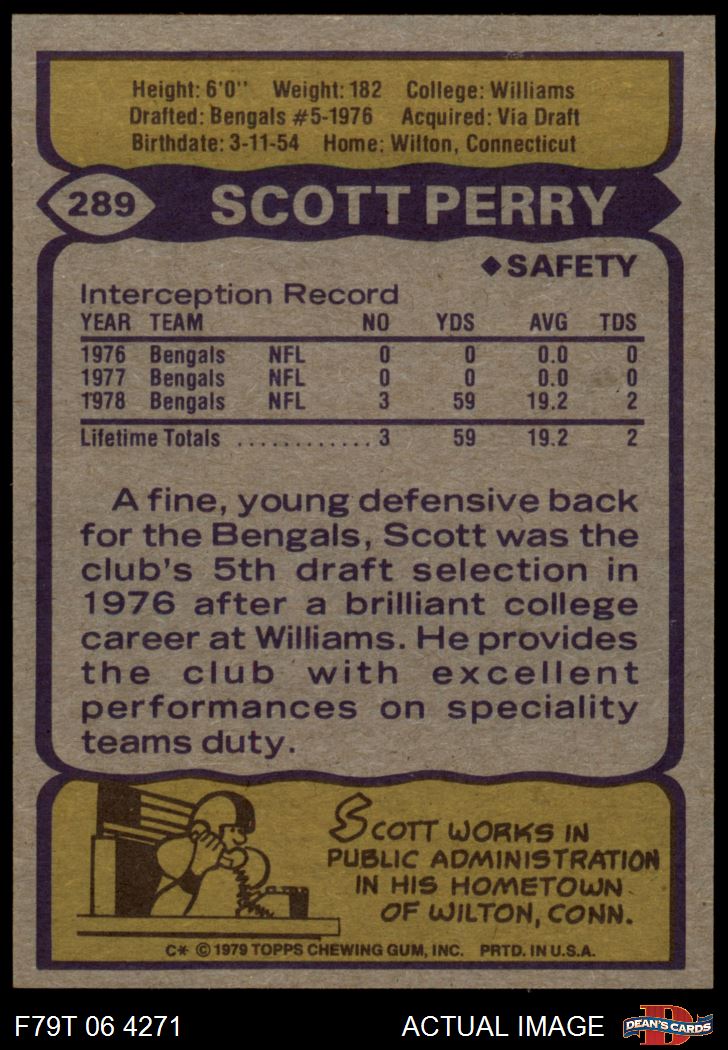 Height: 6'0" Weight: 182 College: Williams
Drafted: Bengals #5-1976 Acquired: Via Draft
Birthdate: 3-11-54 Home: Wilton, Connecticut
289 SCOTT PERRY
◆SAFETY
Interception Record
YEAR TEAM NO YDS AVG TDS
1976 Bengals NFL 0 0 0.0 0
1977 Bengals NFL 0 0 0.0 0
1978 Bengals NFL 3 59 19.2 2
Lifetime Totals ............ 3 59 19.2 2
A fine, young defensive back
for the Bengals, Scott was the
club's 5th draft selection in
1976 after a brilliant college
career at Williams. He provides
the club with excellent
performances on speciality
teams duty.
SCOTT WORKS IN
PUBLIC ADMINISTRATION
IN HIS HOMETOWN
OF WILTON, CONN.
C* © 1979 TOPPS CHEWING GUM, INC. PRTD. IN U.S.A.
F79T 06 4271 ACTUAL IMAGE D DEAN'S CARDS